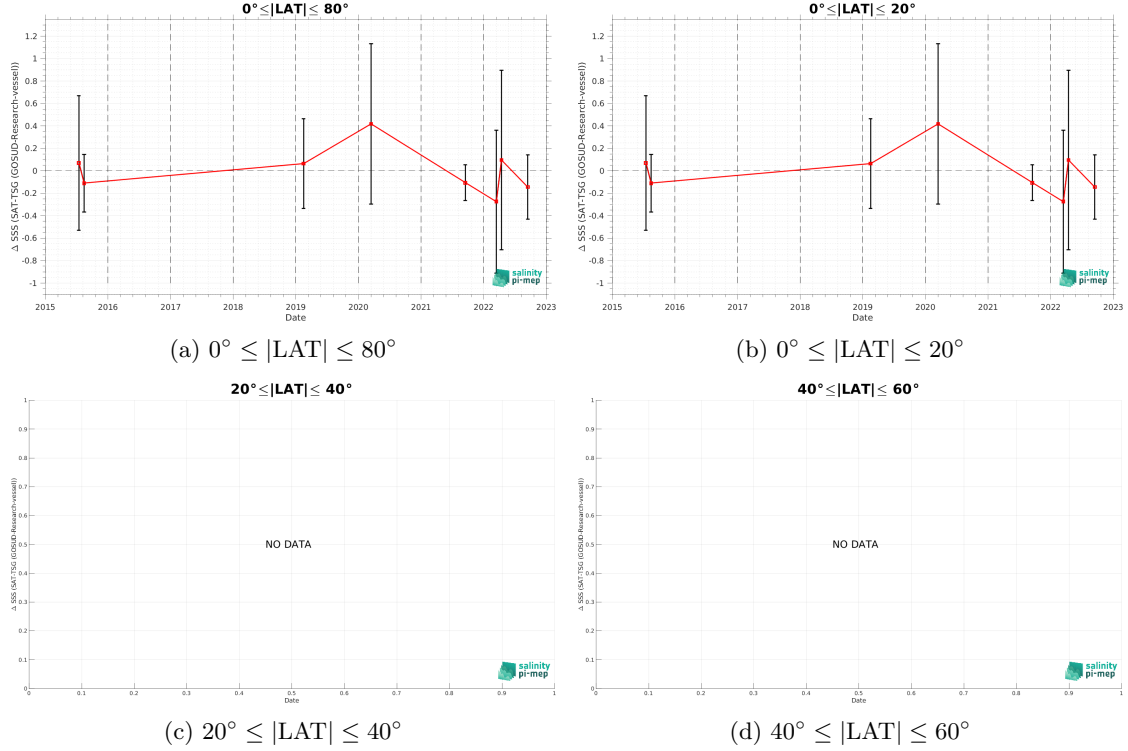 0°≤|LAT|≤ 80°
Δ SSS (SAT-TSG (GOSUD-Research-vessel))
1.2
1
0.8
0.6
0.4
0.2
0
-0.2
-0.4
-0.6
-0.8
-1
2015 2016 2017 2018 2019 2020 2021 2022 2023
Date
salinity
pi-mep
(a) 0° ≤ |LAT| ≤ 80°
0°≤|LAT|≤ 20°
Δ SSS (SAT-TSG (GOSUD-Research-vessel))
1.2
1
0.8
0.6
0.4
0.2
0
-0.2
-0.4
-0.6
-0.8
-1
2015 2016 2017 2018 2019 2020 2021 2022 2023
Date
salinity
pi-mep
(b) 0° ≤ |LAT| ≤ 20°
20°≤|LAT|≤ 40°
Δ SSS (SAT-TSG (GOSUD-Research-vessel))
1
0.9
0.8
0.7
0.6
0.5
0.4
0.3
0.2
0.1
0
NO DATA
0 0.1 0.2 0.3 0.4 0.5 0.6 0.7 0.8 0.9 1
Date
salinity
pi-mep
(c) 20° ≤ |LAT| ≤ 40°
40°≤|LAT|≤ 60°
Δ SSS (SAT-TSG (GOSUD-Research-vessel))
1
0.9
0.8
0.7
0.6
0.5
0.4
0.3
0.2
0.1
0
NO DATA
0 0.1 0.2 0.3 0.4 0.5 0.6 0.7 0.8 0.9 1
Date
salinity
pi-mep
(d) 40° ≤ |LAT| ≤ 60°